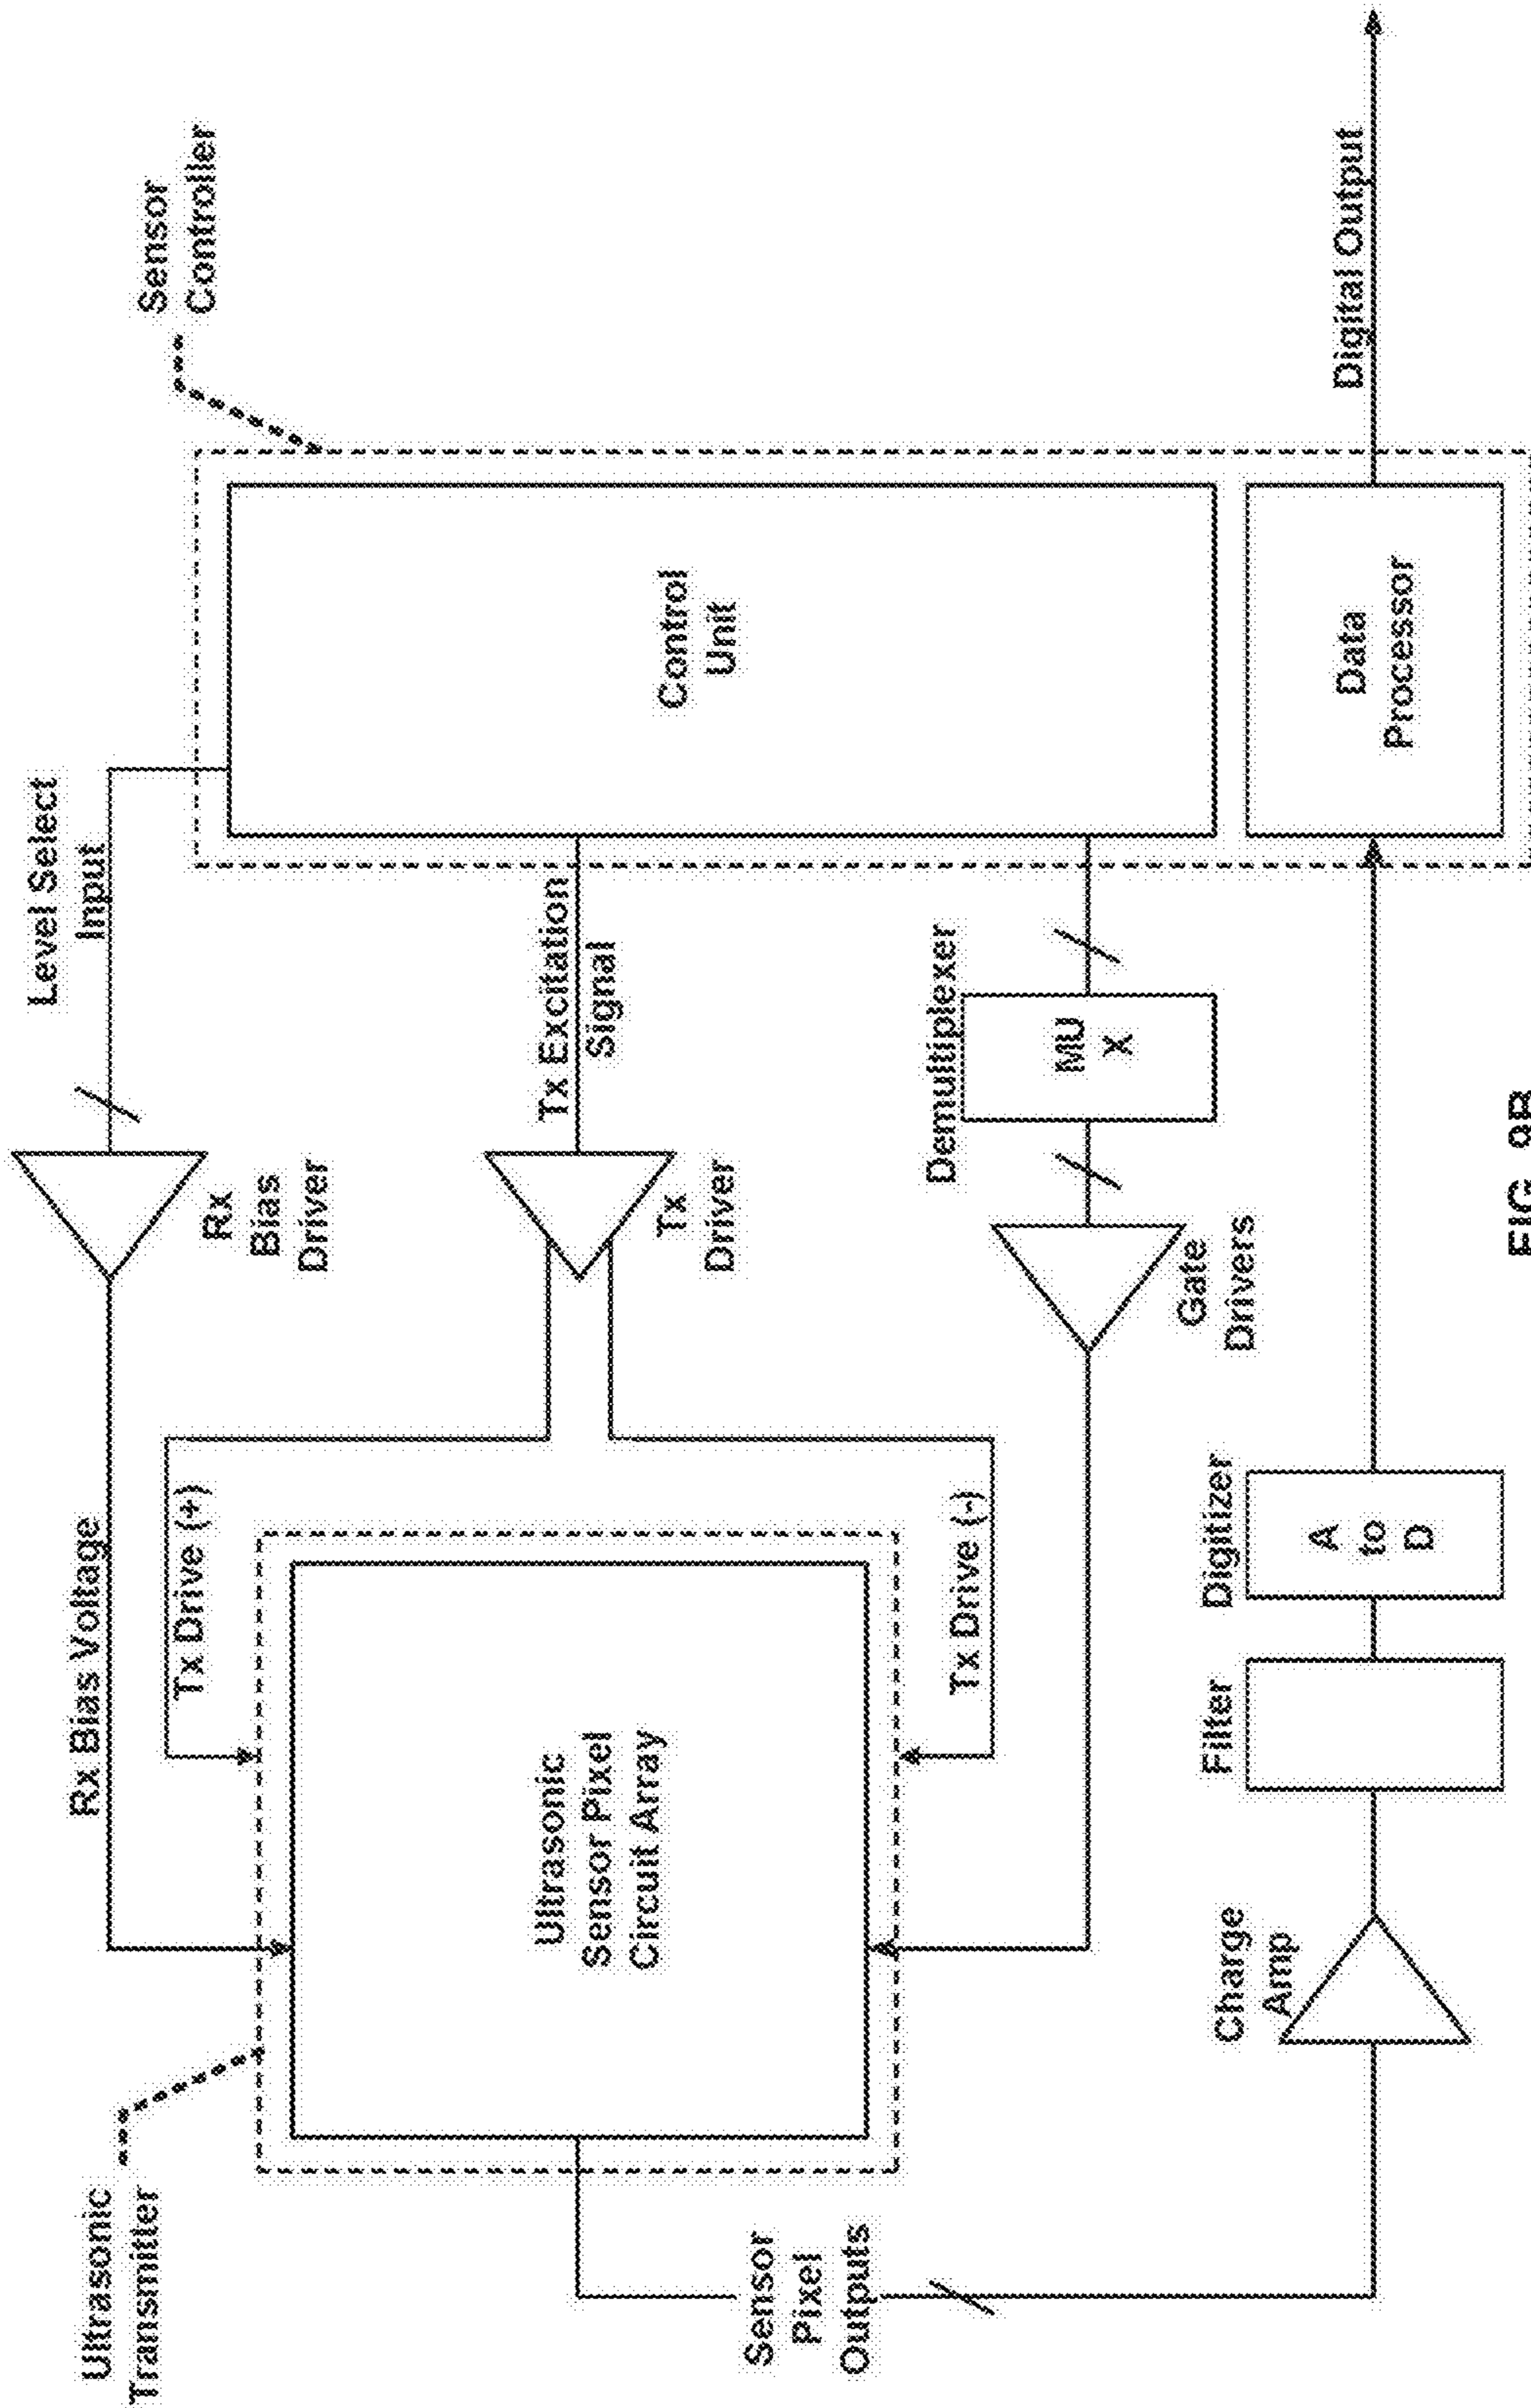 Ultrasonic
Transmitter
Rx Bias Voltage
Level Select
Input
Sensor
Controller
Rx
Bias
Driver
Tx Drive (+)
Ultrasonic
Sensor Pixel
Circuit Array
Tx Excitation
Signal
Tx
Driver
Control
Unit
Sensor
Pixel
Outputs
Tx Drive (-)
Demultiplexer
MU
X
Gate
Drivers
Charge
Amp
Filter
Digitizer
A
to
D
Data
Processor
Digital Output